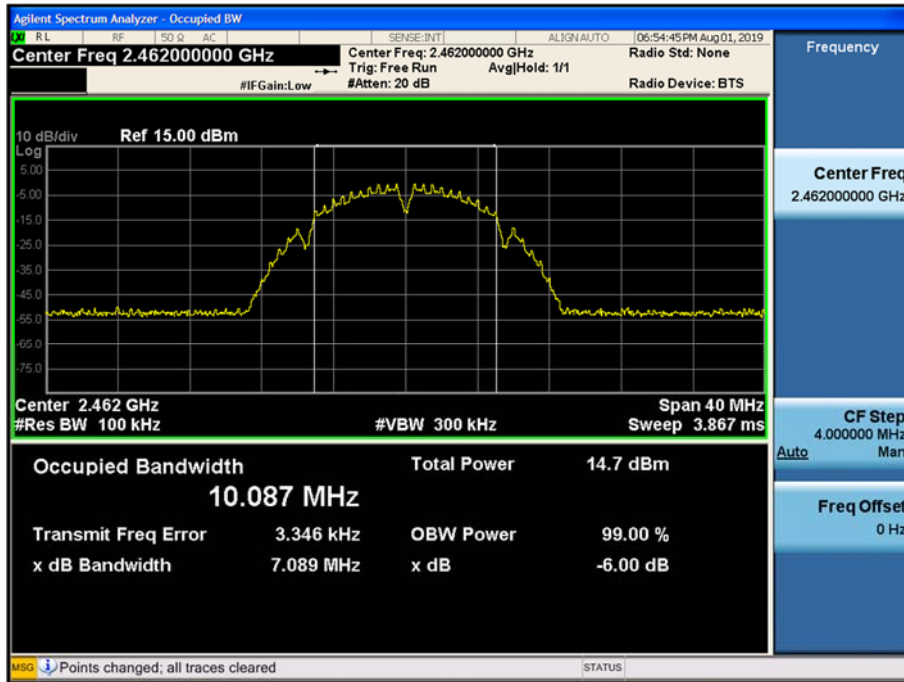 Agilent Spectrum Analyzer - Occupied BW
LXI RL RF 50 Ω AC SENSE:INT ALIGN AUTO 06:54:45 PM Aug 01, 2019
Center Freq 2.462000000 GHz Center Freq: 2.462000000 GHz Radio Std: None Frequency
Trig: Free Run Avg|Hold: 1/1
#IFGain:Low #Atten: 20 dB Radio Device: BTS
10 dB/div Ref 15.00 dBm
Log
5.00
-5.00
-15.0
-25.0
-35.0
-45.0
-55.0
-65.0
-75.0
Center Freq
2.462000000 GHz
Center 2.462 GHz Span 40 MHz
#Res BW 100 kHz #VBW 300 kHz Sweep 3.867 ms
CF Step
4.000000 MHz
Auto Man
Occupied Bandwidth Total Power 14.7 dBm
10.087 MHz
Freq Offset
0 Hz
Transmit Freq Error 3.346 kHz OBW Power 99.00 %
x dB Bandwidth 7.089 MHz x dB -6.00 dB
MSG Points changed; all traces cleared STATUS